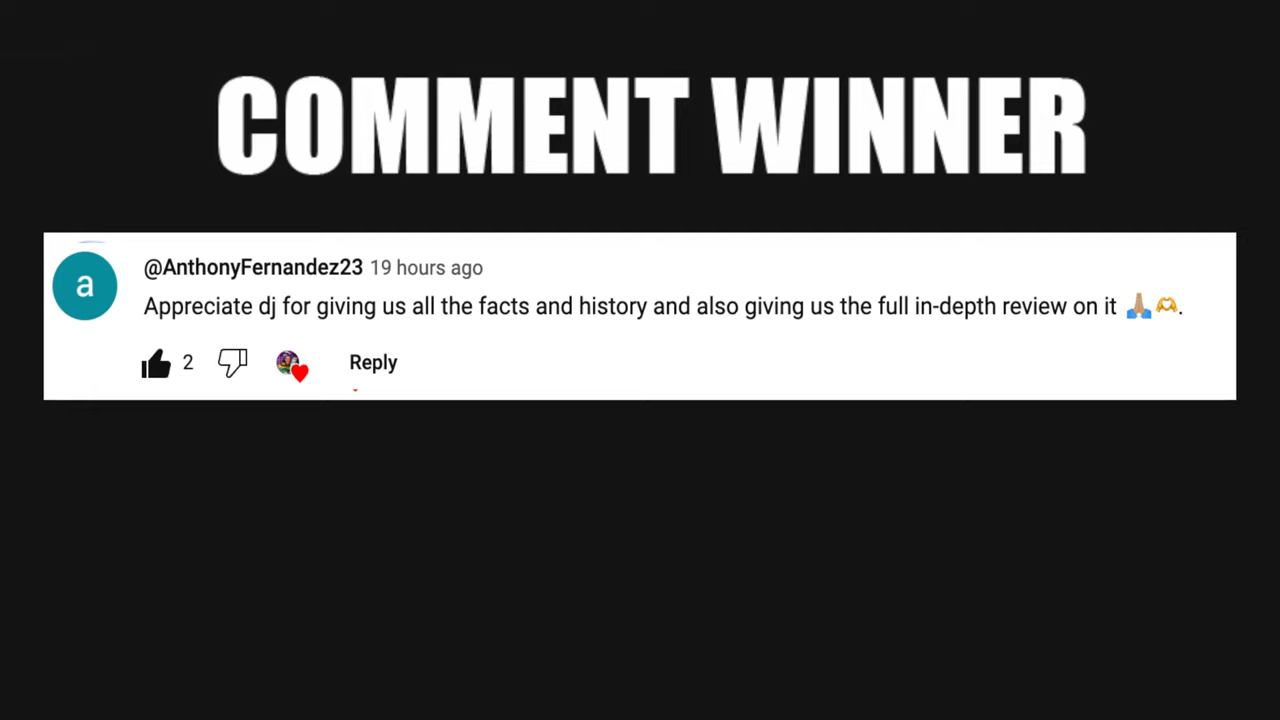 COMMENT WINNER
a
@AnthonyFernandez23 19 hours ago
Appreciate dj for giving us all the facts and history and also giving us the full in-depth review on it 🙏🏽🫶.
2 Reply